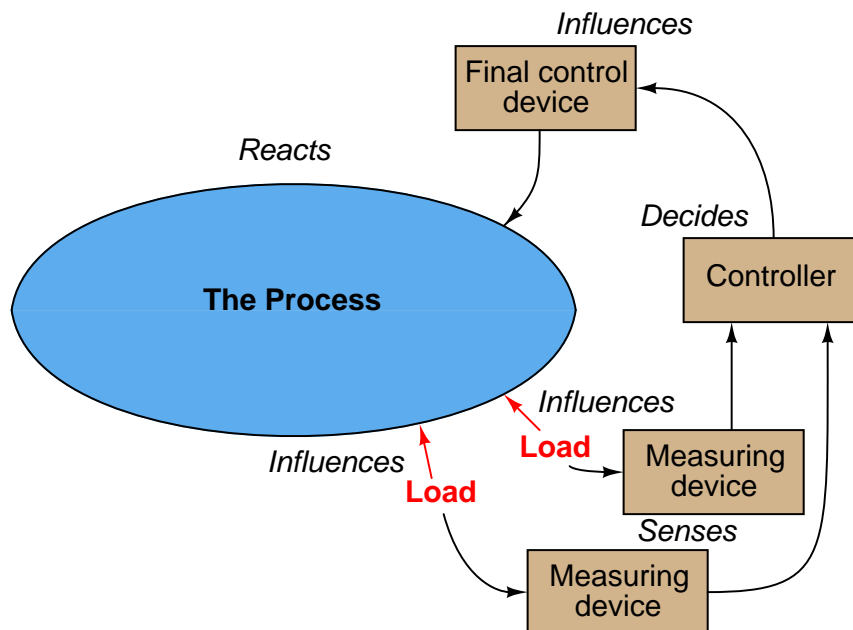 Influences
Final control
device
Reacts
Decides
Controller
The Process
Influences
Load
Influences
Load
Measuring
device
Senses
Measuring
device